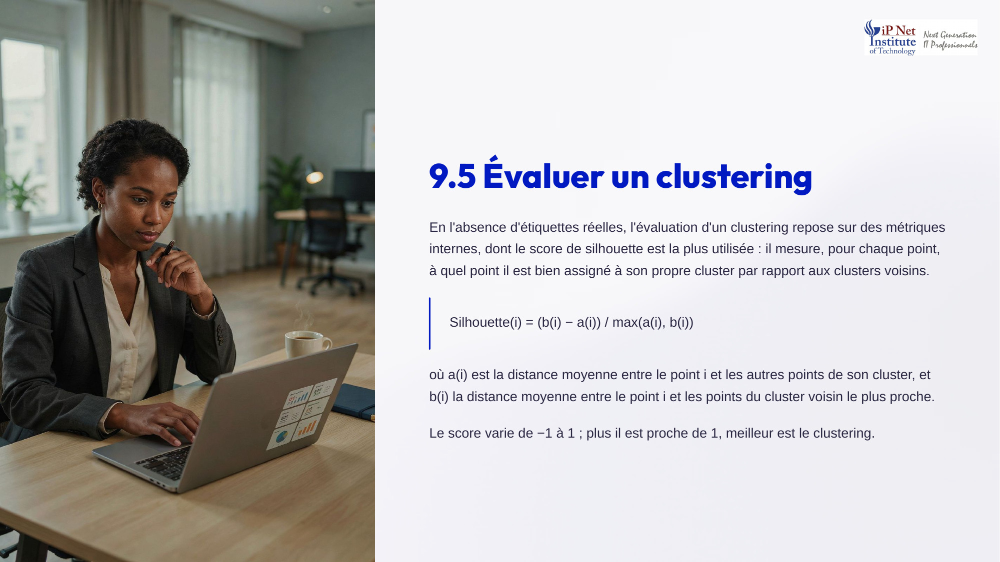 iP Net
Institute
of Technology
Next Generation
IT Professionnels
9.5 Évaluer un clustering
En l'absence d'étiquettes réelles, l'évaluation d'un clustering repose sur des métriques
internes, dont le score de silhouette est la plus utilisée : il mesure, pour chaque point,
à quel point il est bien assigné à son propre cluster par rapport aux clusters voisins.
Silhouette(i) = (b(i) − a(i)) / max(a(i), b(i))
où a(i) est la distance moyenne entre le point i et les autres points de son cluster, et
b(i) la distance moyenne entre le point i et les points du cluster voisin le plus proche.
Le score varie de −1 à 1 ; plus il est proche de 1, meilleur est le clustering.